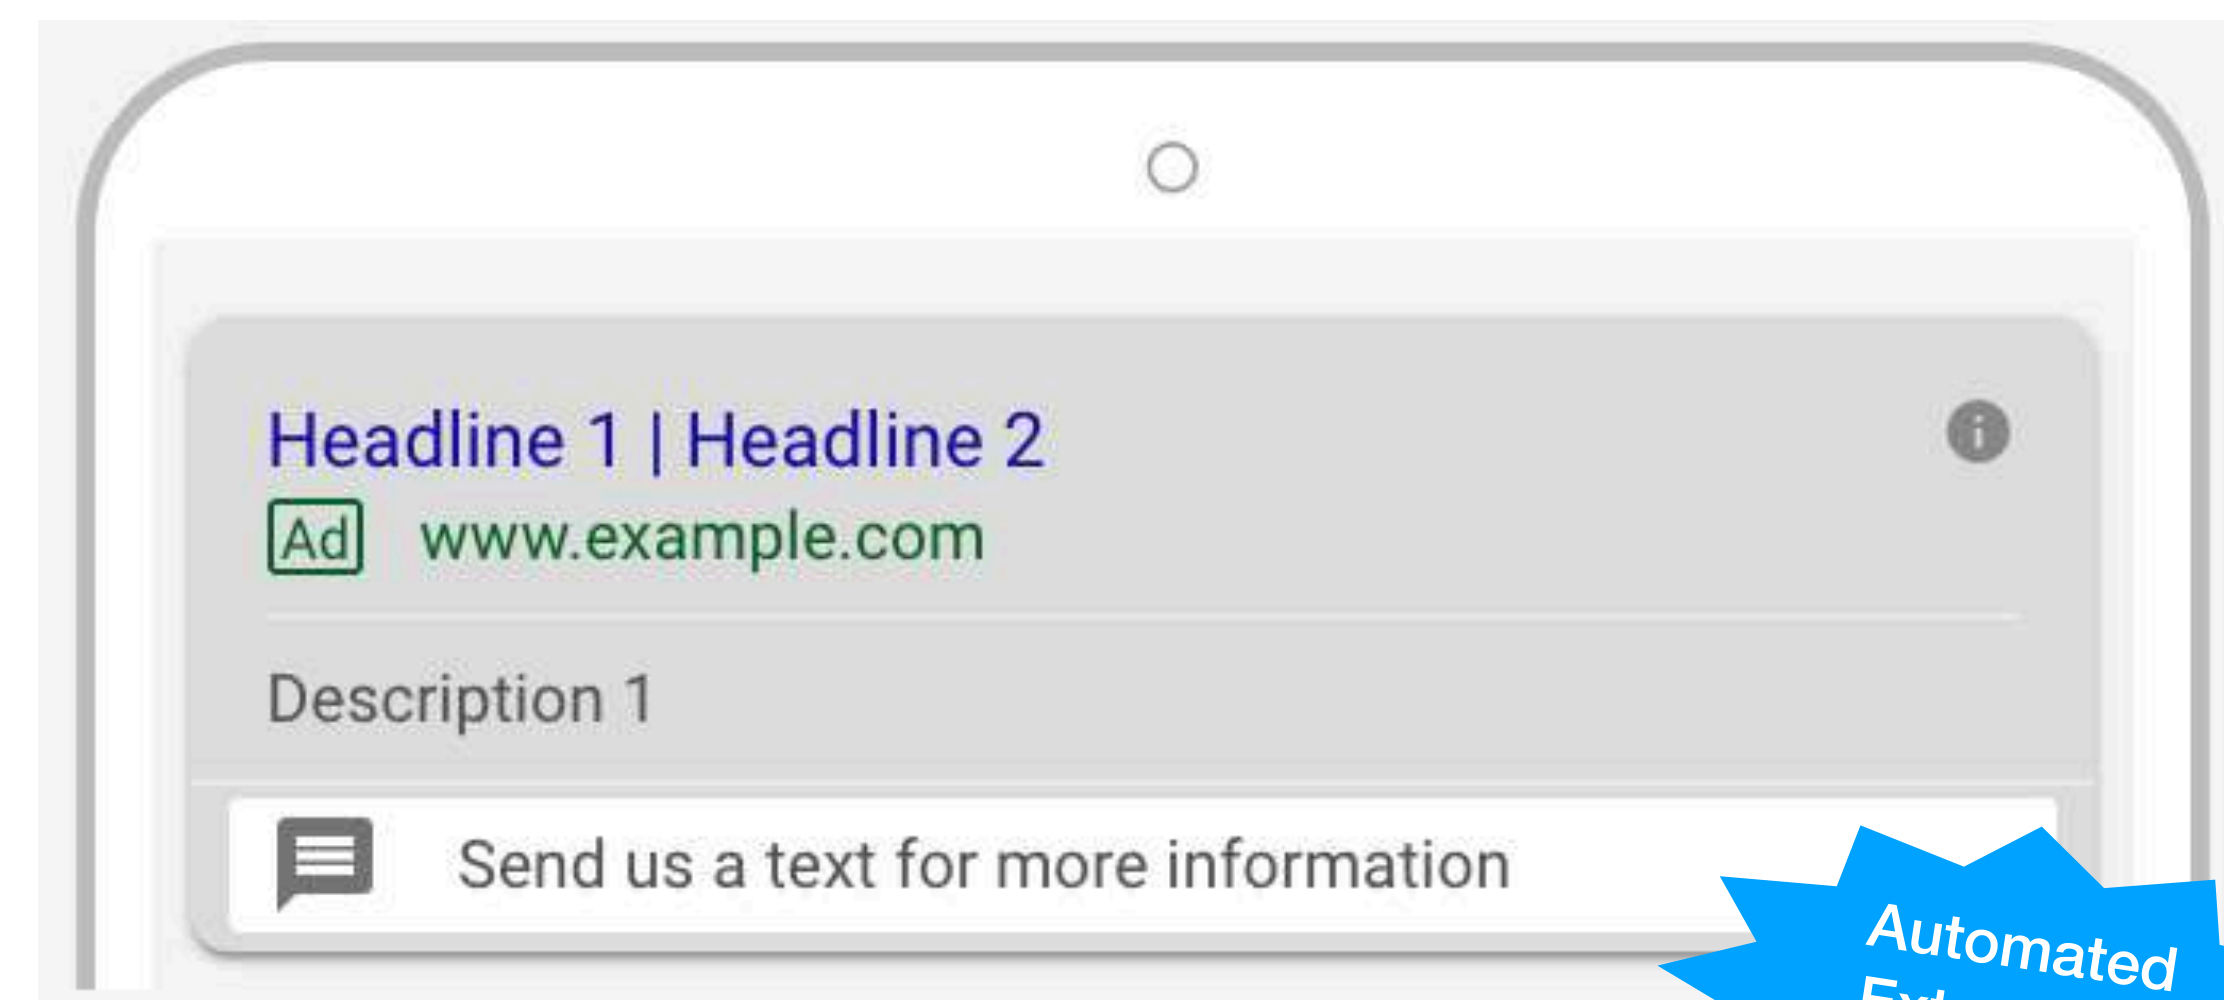 Headline 1 | Headline 2
Ad www.example.com
Description 1
Send us a text for more information
Automated